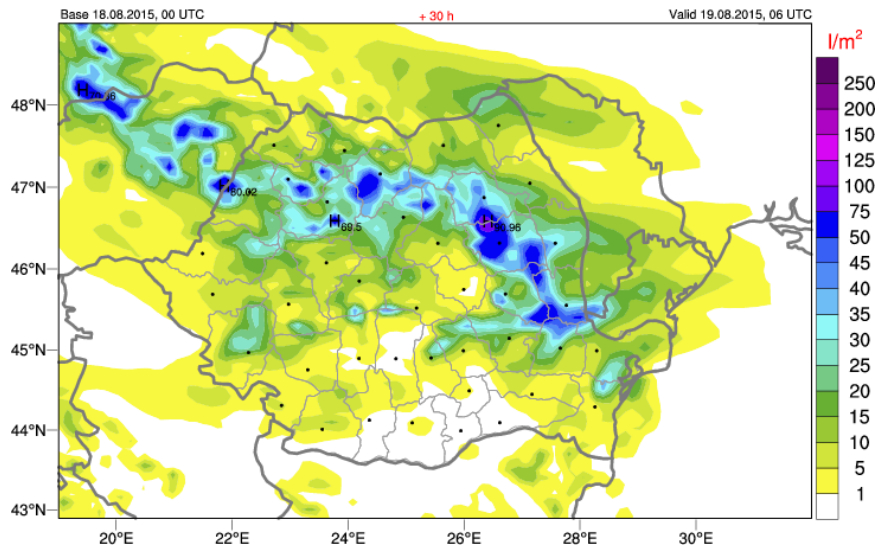 Base 18.08.2015, 00 UTC
+ 30 h
Valid 19.08.2015, 06 UTC
l/m²
250
200
150
125
100
75
50
45
40
35
30
25
20
15
10
5
1
48°N
47°N
46°N
45°N
44°N
43°N
H
H
80.02
H
69.5
H
20°E
22°E
24°E
26°E
28°E
30°E